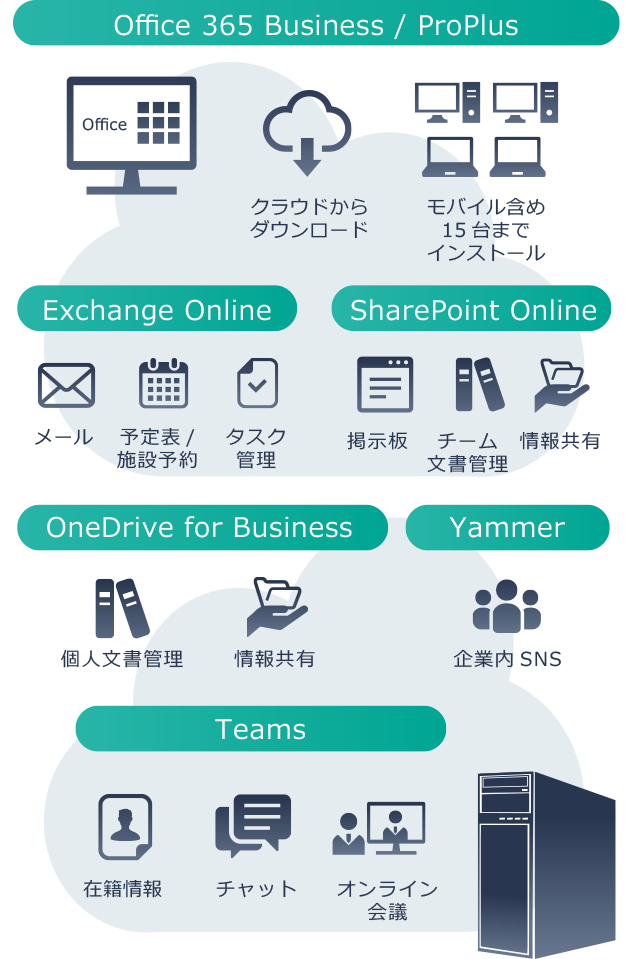 Office 365 Business / ProPlus
Office
クラウドから
ダウンロード
モバイル含め
15 台まで
インストール
Exchange Online
メール
予定表 /
施設予約
タスク
管理
SharePoint Online
掲示板
チーム
文書管理
情報共有
OneDrive for Business
個人文書管理
情報共有
Yammer
企業内 SNS
Teams
在籍情報
チャット
オンライン
会議